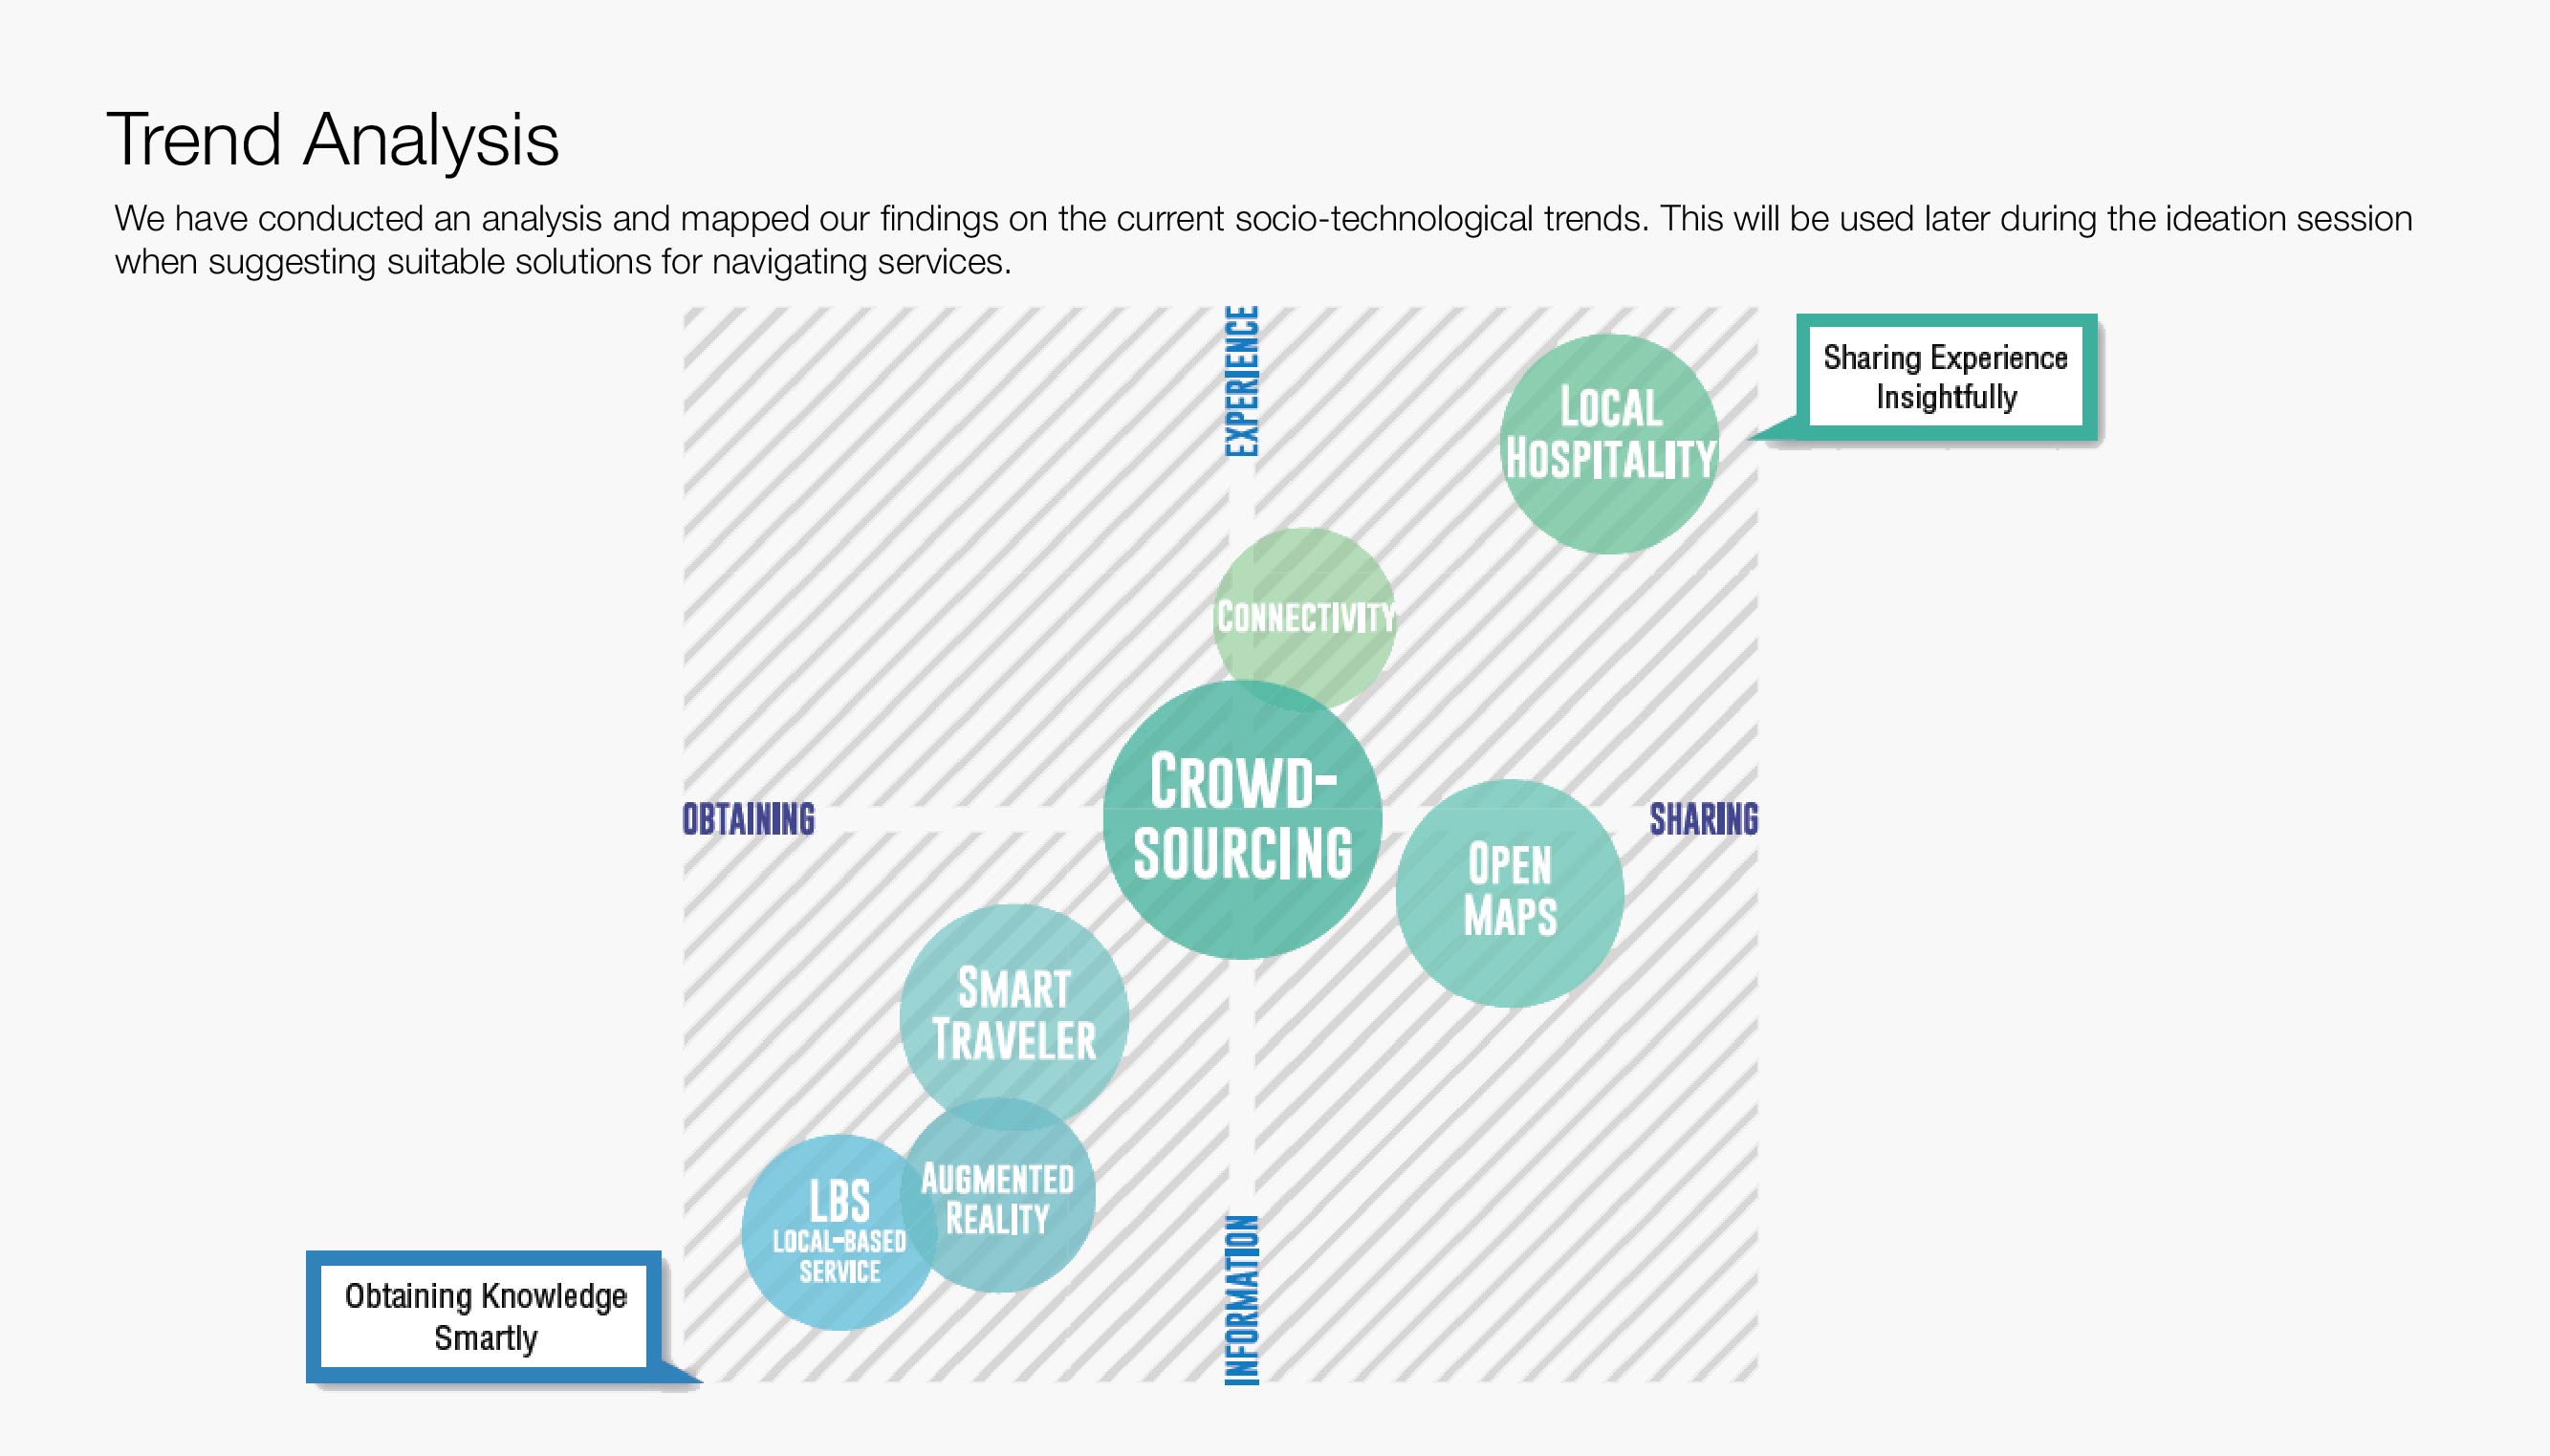 Trend Analysis
We have conducted an analysis and mapped our findings on the current socio-technological trends. This will be used later during the ideation session
when suggesting suitable solutions for navigating services.
EXPERIENCE
Sharing Experience
Insightfully
LOCAL
HOSPITALITY
CONNECTIVITY
CROWD-
SOURCING
OBTAINING
SHARING
OPEN
MAPS
SMART
TRAVELER
AUGMENTED
REALITY
LBS
LOCAL-BASED
SERVICE
INFORMATION
Obtaining Knowledge
Smartly